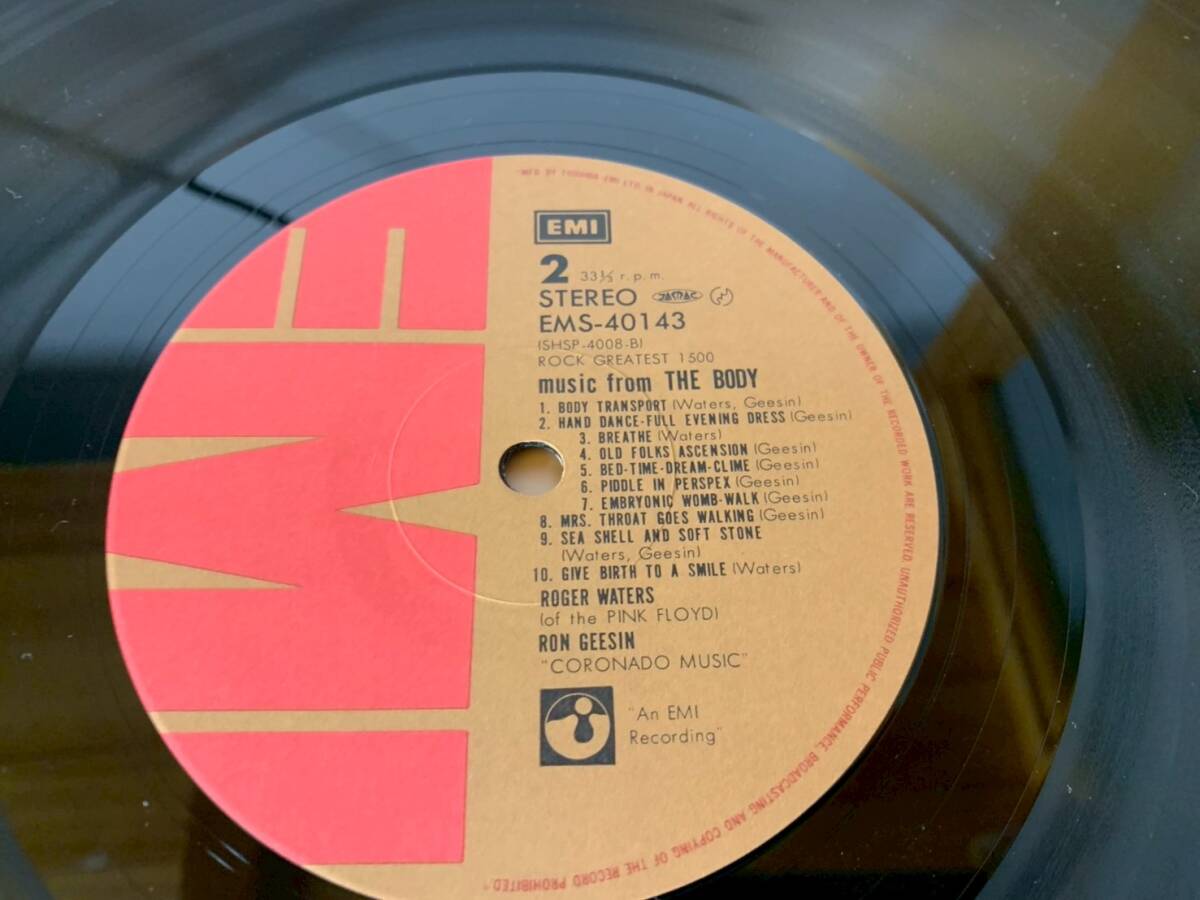 "MFD BY TOSHIBA EMI LTD. IN JAPAN ALL RIGHTS OF THE MANUFACTURER AND OF THE OWNER OF THE RECORDED WORK ARE RESERVED. UNAUTHORIZED PUBLIC PERFORMANCE, BROADCASTING AND COPYING OF THE RECORD PROHIBITED."
EMI
EMI
2 33⅓ r.p.m.
STEREO JASRAC
EMS-40143
(SHSP-4008-B)
ROCK GREATEST 1500
music from THE BODY
1. BODY TRANSPORT (Waters, Geesin)
2. HAND DANCE-FULL EVENING DRESS (Geesin)
3. BREATHE (Waters)
4. OLD FOLKS ASCENSION (Geesin)
5. BED-TIME-DREAM-CLIME (Geesin)
6. PIDDLE IN PERSPEX (Geesin)
7. EMBRYONIC WOMB-WALK (Geesin)
8. MRS. THROAT GOES WALKING (Geesin)
9. SEA SHELL AND SOFT STONE
(Waters, Geesin)
10. GIVE BIRTH TO A SMILE (Waters)
ROGER WATERS
(of the PINK FLOYD)
RON GEESIN
"CORONADO MUSIC"
"An EMI
Recording"